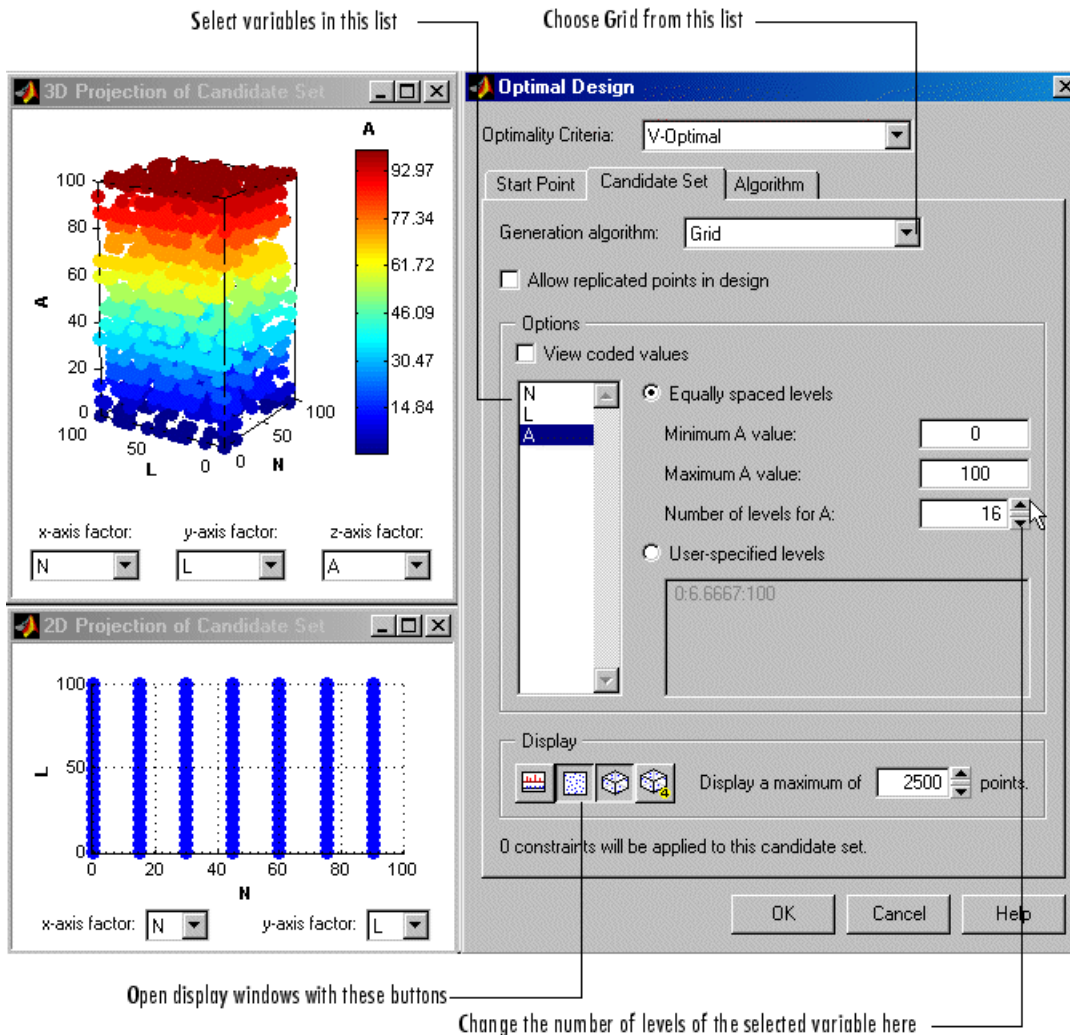 Select variables in this list
Choose Grid from this list
3D Projection of Candidate Set
A
100
80
60
40
20
0
A
100
50
0
L
0
50
100
N
92.97
77.34
61.72
46.09
30.47
14.84
x-axis factor:
y-axis factor:
z-axis factor:
N
L
A
2D Projection of Candidate Set
100
50
0
L
0
20
40
60
80
100
N
x-axis factor:
N
y-axis factor:
L
Optimal Design
Optimality Criteria:
V-Optimal
Start Point
Candidate Set
Algorithm
Generation algorithm:
Grid
Allow replicated points in design
Options
View coded values
N
L
A
Equally spaced levels
Minimum A value:
0
Maximum A value:
100
Number of levels for A:
16
User-specified levels
0:6.6667:100
Display
4
Display a maximum of
2500
points.
0 constraints will be applied to this candidate set.
OK
Cancel
Help
Open display windows with these buttons
Change the number of levels of the selected variable here